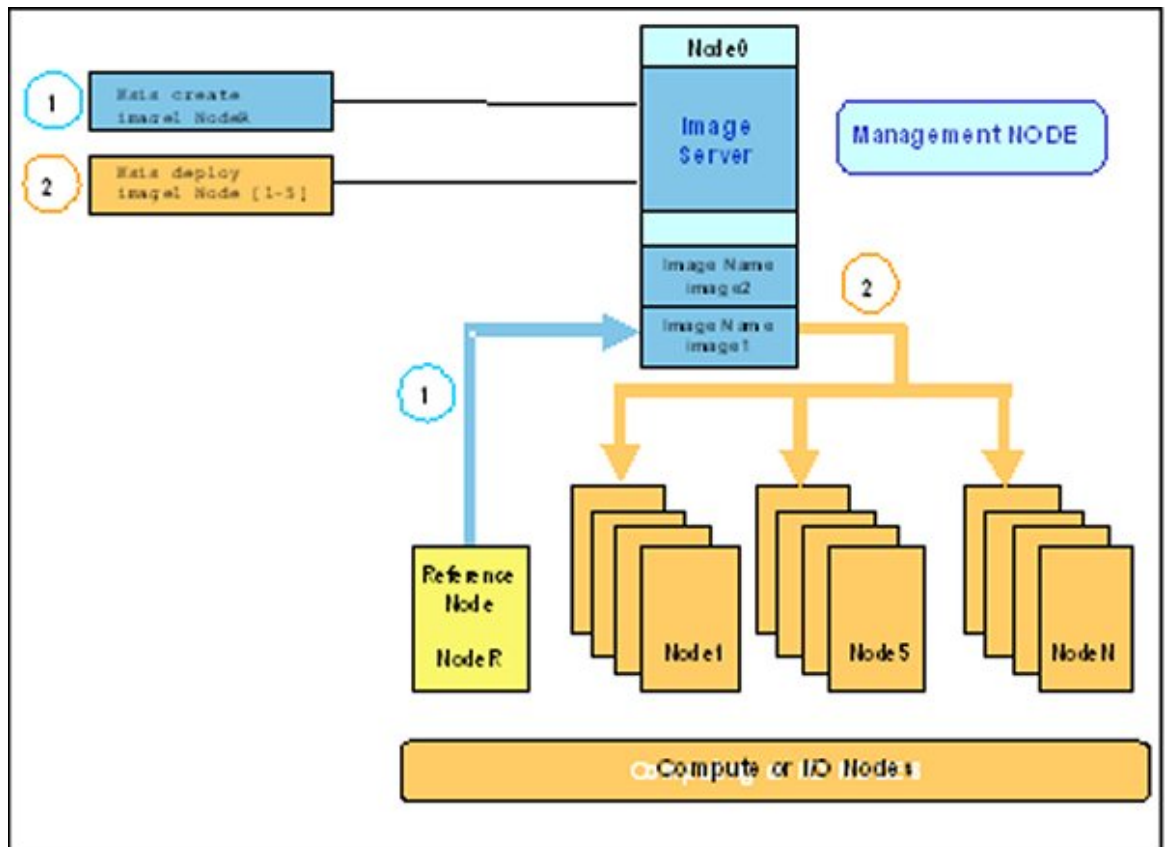 Node0
1
Ksis create
image1 NodeR
Image
Server
Management NODE
2
Ksis deploy
image1 Node [1-5]
Image Name
image2
2
Image Name
image1
1
Reference
Node
NodeR
Node1
Node5
NodeN
Compute or I/O Nodes